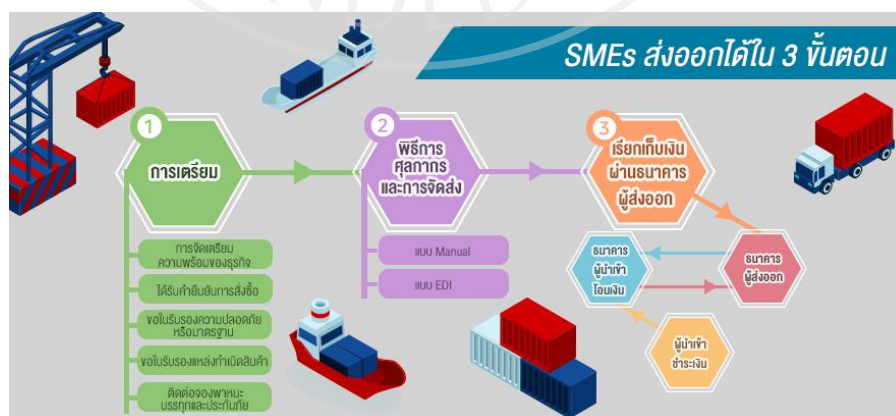 SMEs ส่งออกได้ใน 3 ขั้นตอน
1
การเตรียม
การจัดเตรียม
ความพร้อมของธุรกิจ
ได้รับคำยืนยันการสั่งซื้อ
ขอใบรับรองความปลอดภัย
หรือมาตรฐาน
ขอใบรับรองแหล่งกำเนิดสินค้า
ติดต่อจองพาหนะ
บรรทุกและประกันภัย
2
พิธีการ
ศุลกากร
และการจัดส่ง
แบบ Manual
แบบ EDI
3
เรียกเก็บเงิน
ผ่านธนาคาร
ผู้ส่งออก
ธนาคาร
ผู้นำเข้า
โอนเงิน
ธนาคาร
ผู้ส่งออก
ผู้นำเข้า
ชำระเงิน